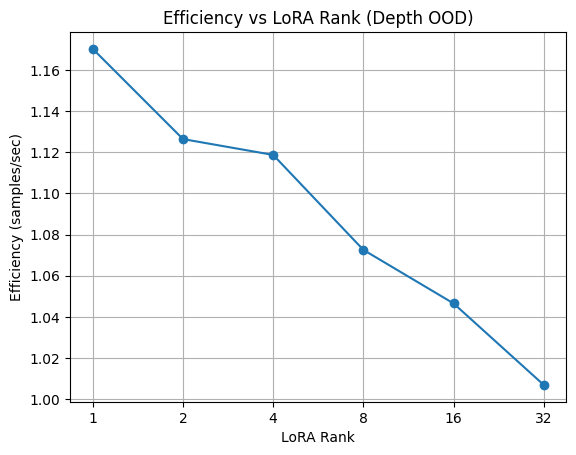 Efficiency vs LoRA Rank (Depth OOD)
Efficiency (samples/sec)
1.16
1.14
1.12
1.10
1.08
1.06
1.04
1.02
1.00
1 2 4 8 16 32
LoRA Rank